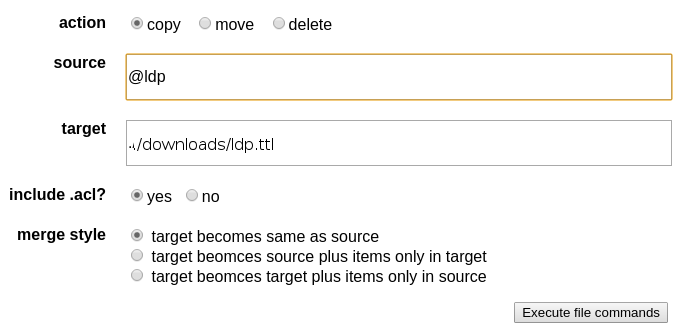 action copy move delete
source @ldp
target ../downloads/ldp.ttl
include .acl? yes no
merge style target becomes same as source
target beomces source plus items only in target
target beomces target plus items only in source
Execute file commands